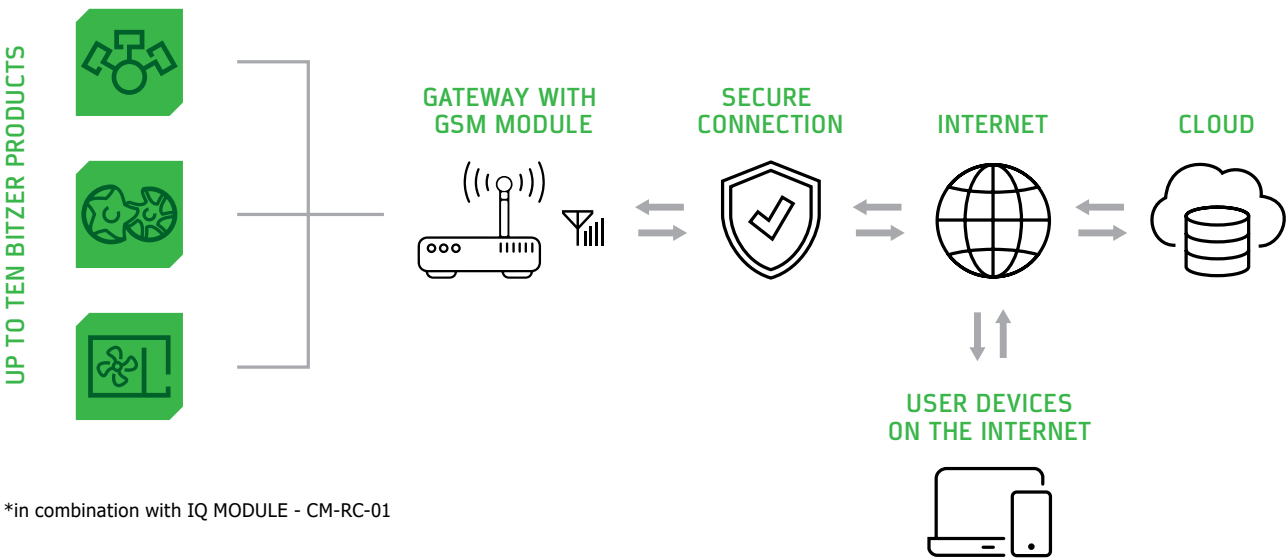 UP TO TEN BITZER PRODUCTS
GATEWAY WITH
GSM MODULE
SECURE
CONNECTION
INTERNET
CLOUD
USER DEVICES
ON THE INTERNET
*in combination with IQ MODULE - CM-RC-01